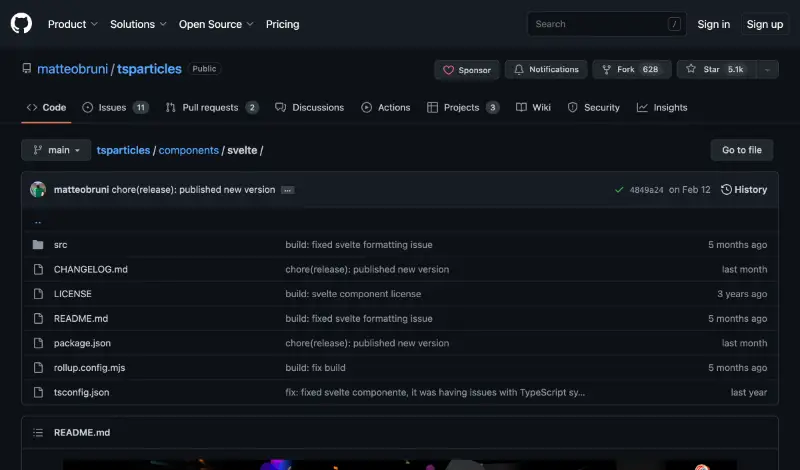 Product Solutions Open Source Pricing Search / Sign in Sign up
matteobruni / tsparticles Public Sponsor Notifications Fork 628 Star 5.1k
Code Issues 11 Pull requests 2 Discussions Actions Projects 3 Wiki Security Insights
main tsparticles / components / svelte / Go to file
matteobruni chore(release): published new version ... 4849a24 on Feb 12 History
..
src build: fixed svelte formatting issue 5 months ago
CHANGELOG.md chore(release): published new version last month
LICENSE build: svelte component license 3 years ago
README.md build: fixed svelte formatting issue 5 months ago
package.json chore(release): published new version last month
rollup.config.mjs build: fix build 5 months ago
tsconfig.json fix: fixed svelte componente, it was having issues with TypeScript sy... last year
README.md